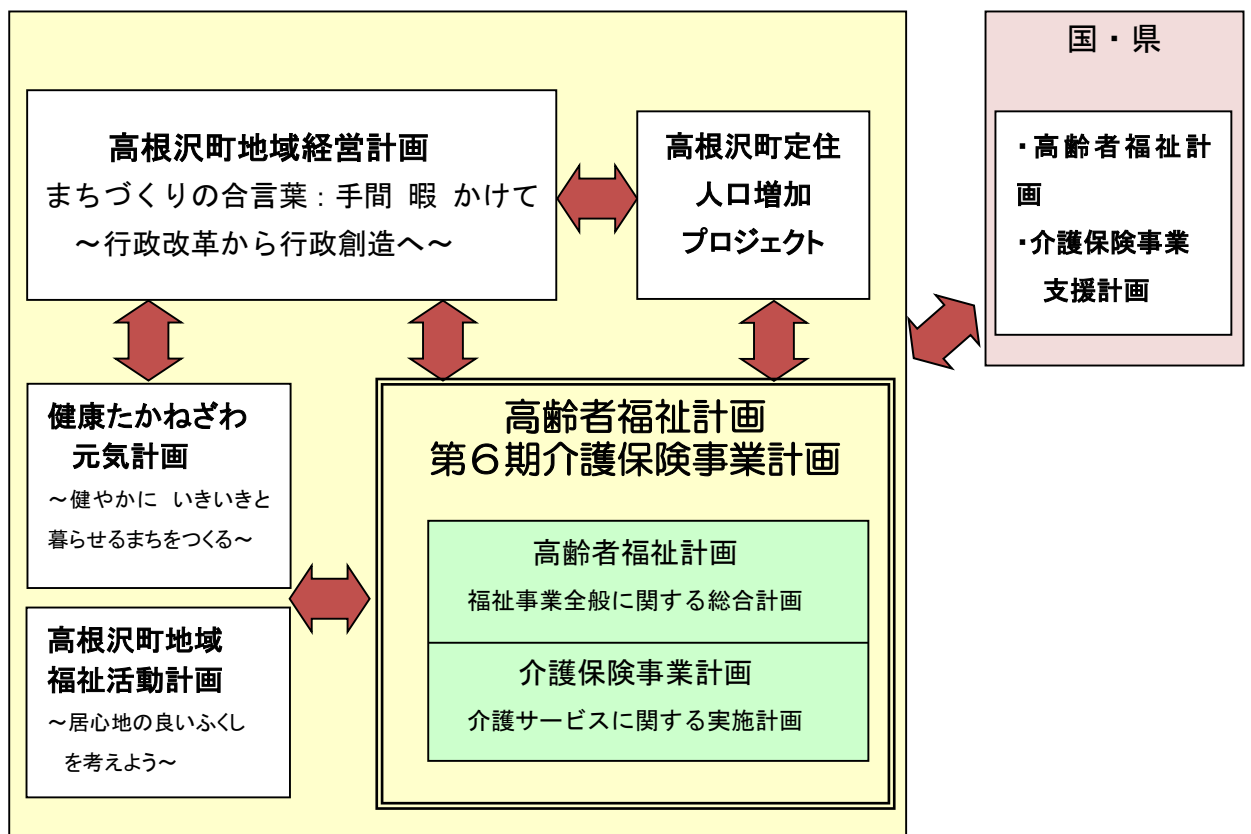 高根沢町地域経営計画
まちづくりの合言葉：手間 暇 かけて
～行政改革から行政創造へ～
高根沢町定住
人口増加
プロジェクト
国・県
・高齢者福祉計
画
・介護保険事業
支援計画
健康たかねざわ
元気計画
～健やかに いきいきと
暮らせるまちをつくる～
高根沢町地域
福祉活動計画
～居心地の良いふくし
を考えよう～
高齢者福祉計画
第６期介護保険事業計画
高齢者福祉計画
福祉事業全般に関する総合計画
介護保険事業計画
介護サービスに関する実施計画